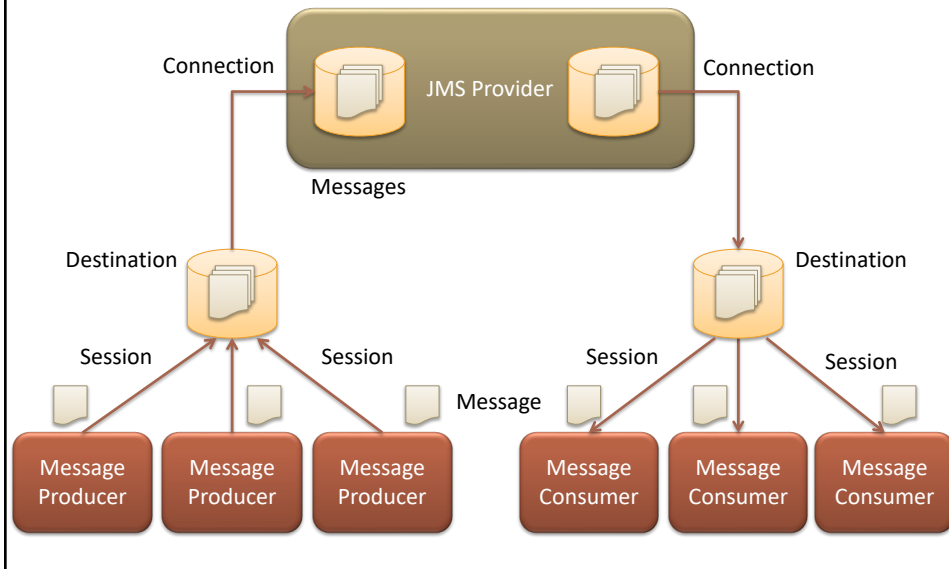 Connection
JMS Provider
Connection
Messages
Destination
Destination
Session
Session
Session
Session
Message
Message
Producer
Message
Producer
Message
Producer
Message
Consumer
Message
Consumer
Message
Consumer